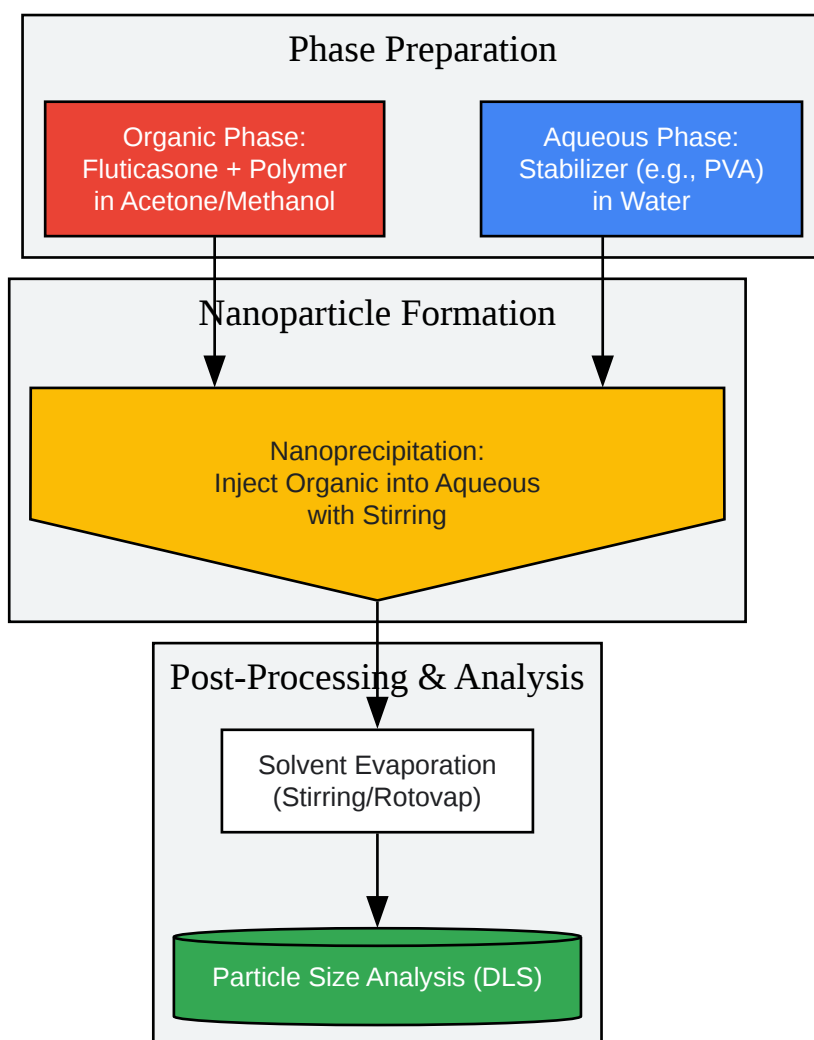 Phase Preparation
Organic Phase:
Fluticasone + Polymer
in Acetone/Methanol
Aqueous Phase:
Stabilizer (e.g., PVA)
in Water
Nanoparticle Formation
Nanoprecipitation:
Inject Organic into Aqueous
with Stirring
Post-Processing & Analysis
Solvent Evaporation
(Stirring/Rotovap)
Particle Size Analysis (DLS)